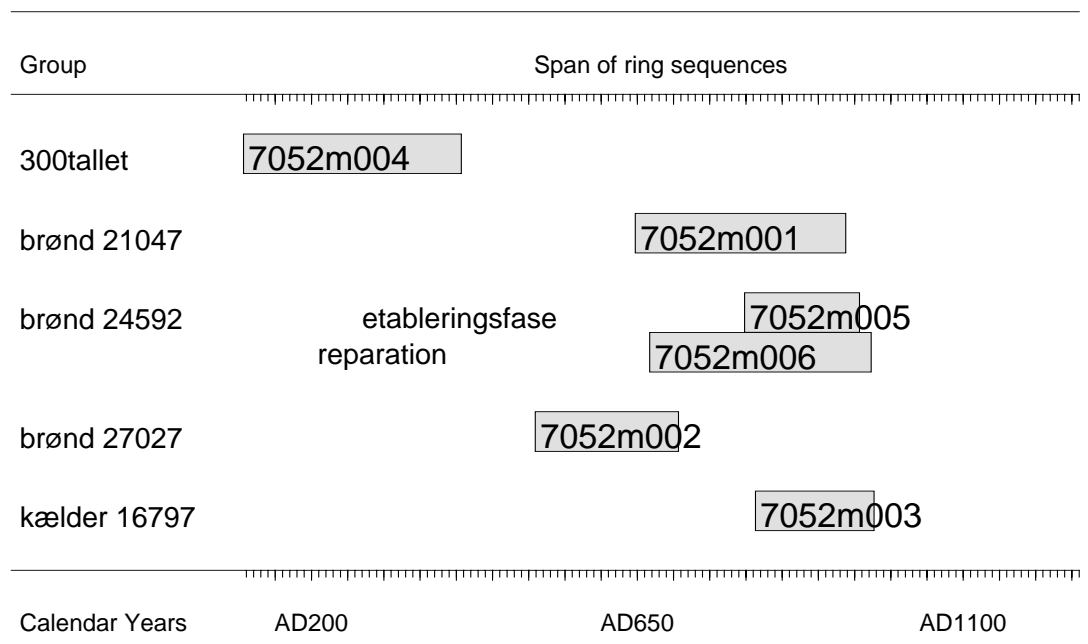 Group Span of ring sequences
300tallet 7052m004
brønd 21047 7052m001
brønd 24592 etableringsfase 7052m005
reparation 7052m006
brønd 27027 7052m002
kælder 16797 7052m003
Calendar Years AD200 AD650 AD1100